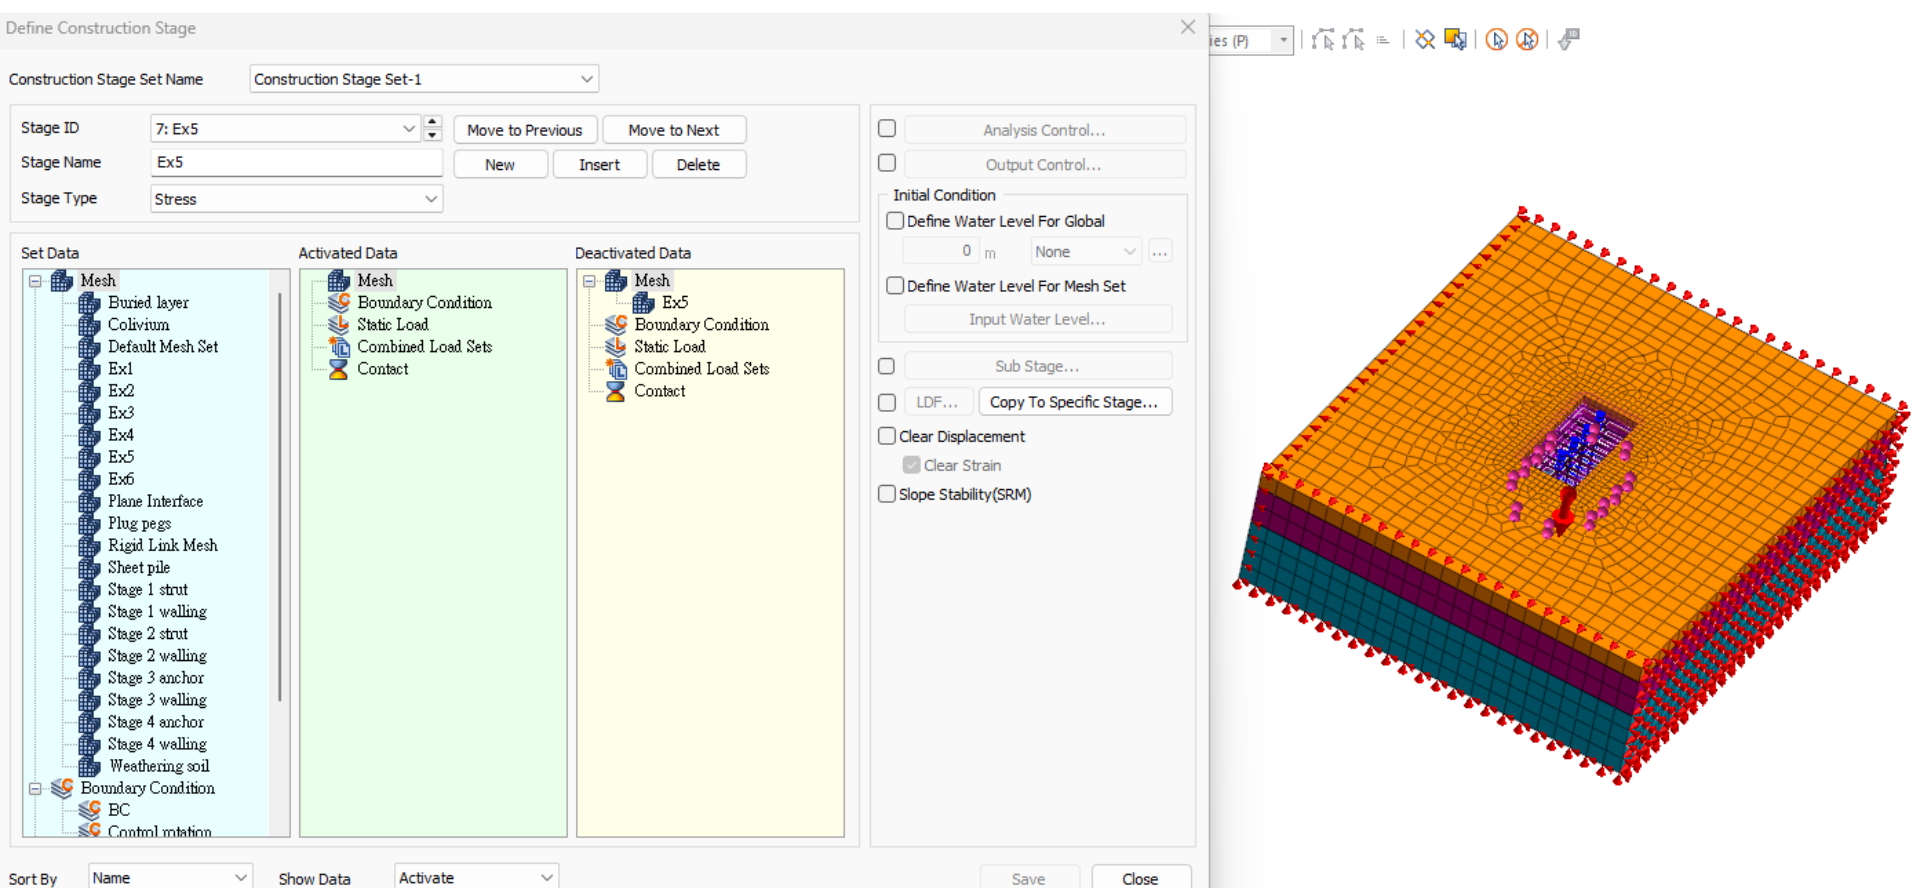 Define Construction Stage
ies (P)
Construction Stage Set Name
Construction Stage Set-1
Stage ID
7: Ex5
Move to Previous
Move to Next
Stage Name
Ex5
New
Insert
Delete
Stage Type
Stress
Analysis Control...
Output Control...
Initial Condition
Define Water Level For Global
0 m
None
...
Define Water Level For Mesh Set
Input Water Level...
Sub Stage...
LDF...
Copy To Specific Stage...
Clear Displacement
Clear Strain
Slope Stability(SRM)
Set Data
Mesh
Buried layer
Colivium
Default Mesh Set
Ex1
Ex2
Ex3
Ex4
Ex5
Ex6
Plane Interface
Plug pegs
Rigid Link Mesh
Sheet pile
Stage 1 strut
Stage 1 walling
Stage 2 strut
Stage 2 walling
Stage 3 anchor
Stage 3 walling
Stage 4 anchor
Stage 4 walling
Weathering soil
Boundary Condition
BC
Control rotation
Activated Data
Mesh
Boundary Condition
Static Load
Combined Load Sets
Contact
Deactivated Data
Mesh
Ex5
Boundary Condition
Static Load
Combined Load Sets
Contact
Sort By
Name
Show Data
Activate
Save
Close